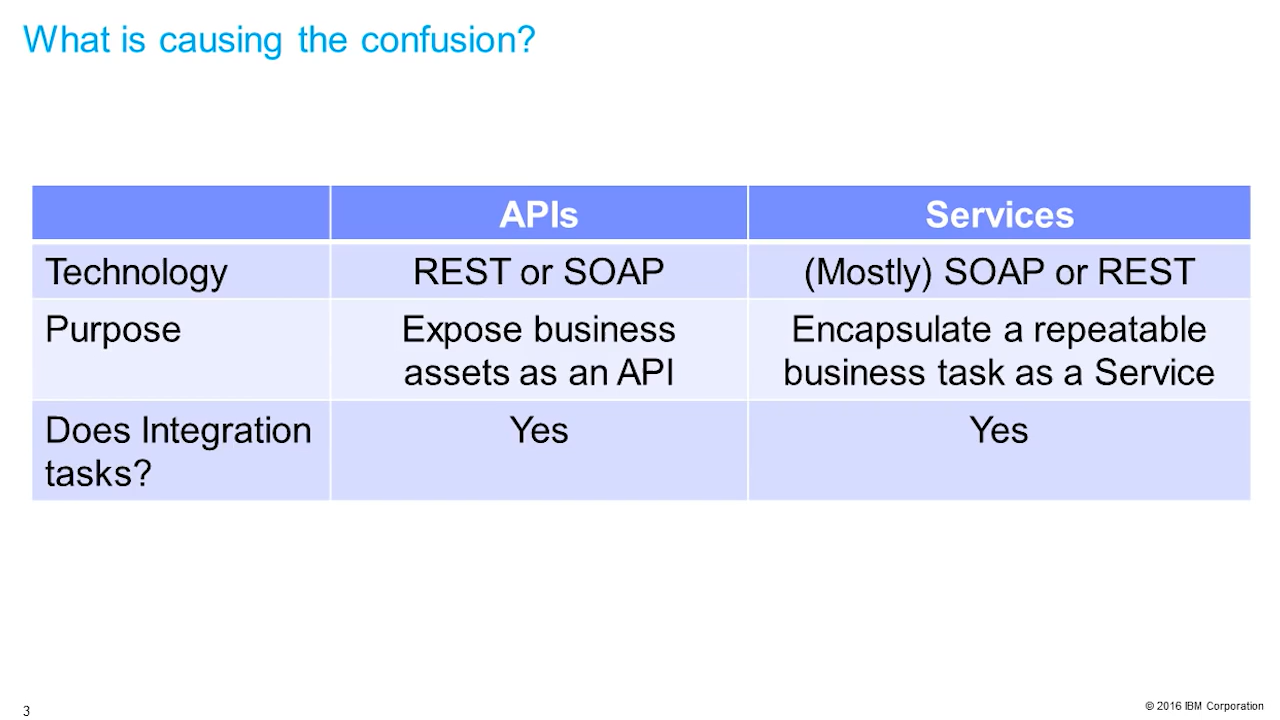 What is causing the confusion?
APIs
Services
Technology
REST or SOAP
(Mostly) SOAP or REST
Purpose
Expose business
assets as an API
Encapsulate a repeatable
business task as a Service
Does Integration
tasks?
Yes
Yes
3
© 2016 IBM Corporation